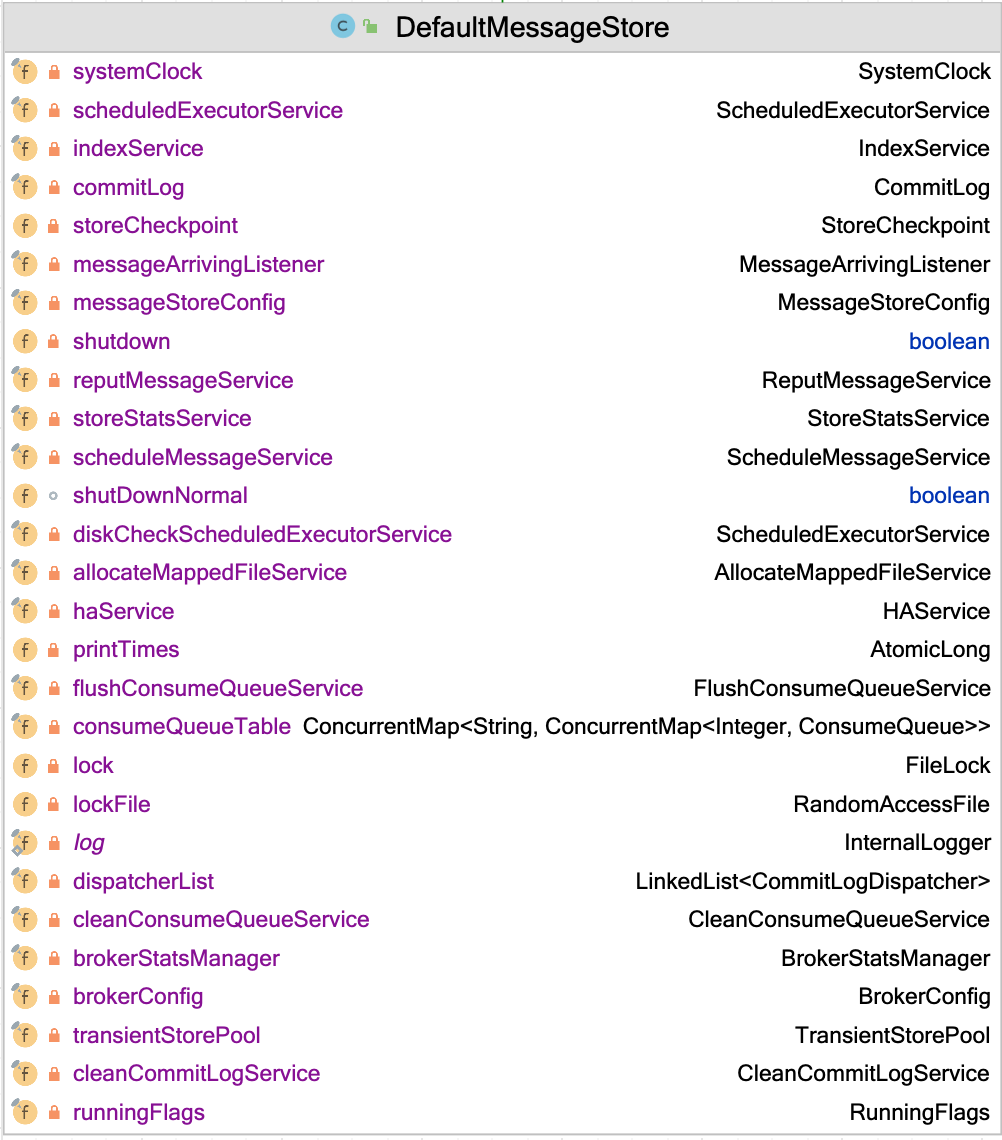 C DefaultMessageStore
f systemClock SystemClock
f scheduledExecutorService ScheduledExecutorService
f indexService IndexService
f commitLog CommitLog
f storeCheckpoint StoreCheckpoint
f messageArrivingListener MessageArrivingListener
f messageStoreConfig MessageStoreConfig
f shutdown boolean
f reputMessageService ReputMessageService
f storeStatsService StoreStatsService
f scheduleMessageService ScheduleMessageService
f shutDownNormal boolean
f diskCheckScheduledExecutorService ScheduledExecutorService
f allocateMappedFileService AllocateMappedFileService
f haService HAService
f printTimes AtomicLong
f flushConsumeQueueService FlushConsumeQueueService
f consumeQueueTable ConcurrentMap<String, ConcurrentMap<Integer, ConsumeQueue>>
f lock FileLock
f lockFile RandomAccessFile
f log InternalLogger
f dispatcherList LinkedList<CommitLogDispatcher>
f cleanConsumeQueueService CleanConsumeQueueService
f brokerStatsManager BrokerStatsManager
f brokerConfig BrokerConfig
f transientStorePool TransientStorePool
f cleanCommitLogService CleanCommitLogService
f runningFlags RunningFlags